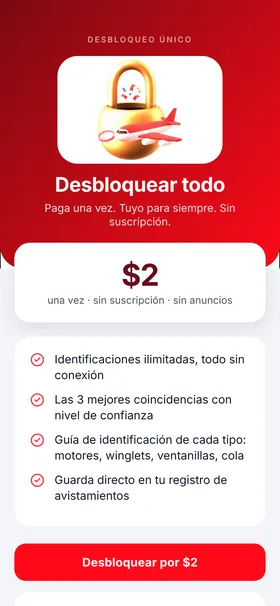 DESBLOQUEO ÚNICO
Desbloquear todo
Paga una vez. Tuyo para siempre. Sin
suscripción.
$2
una vez · sin suscripción · sin anuncios
Identificaciones ilimitadas, todo sin
conexión
Las 3 mejores coincidencias con
nivel de confianza
Guía de identificación de cada tipo:
motores, winglets, ventanillas, cola
Guarda directo en tu registro de
avistamientos
Desbloquear por $2